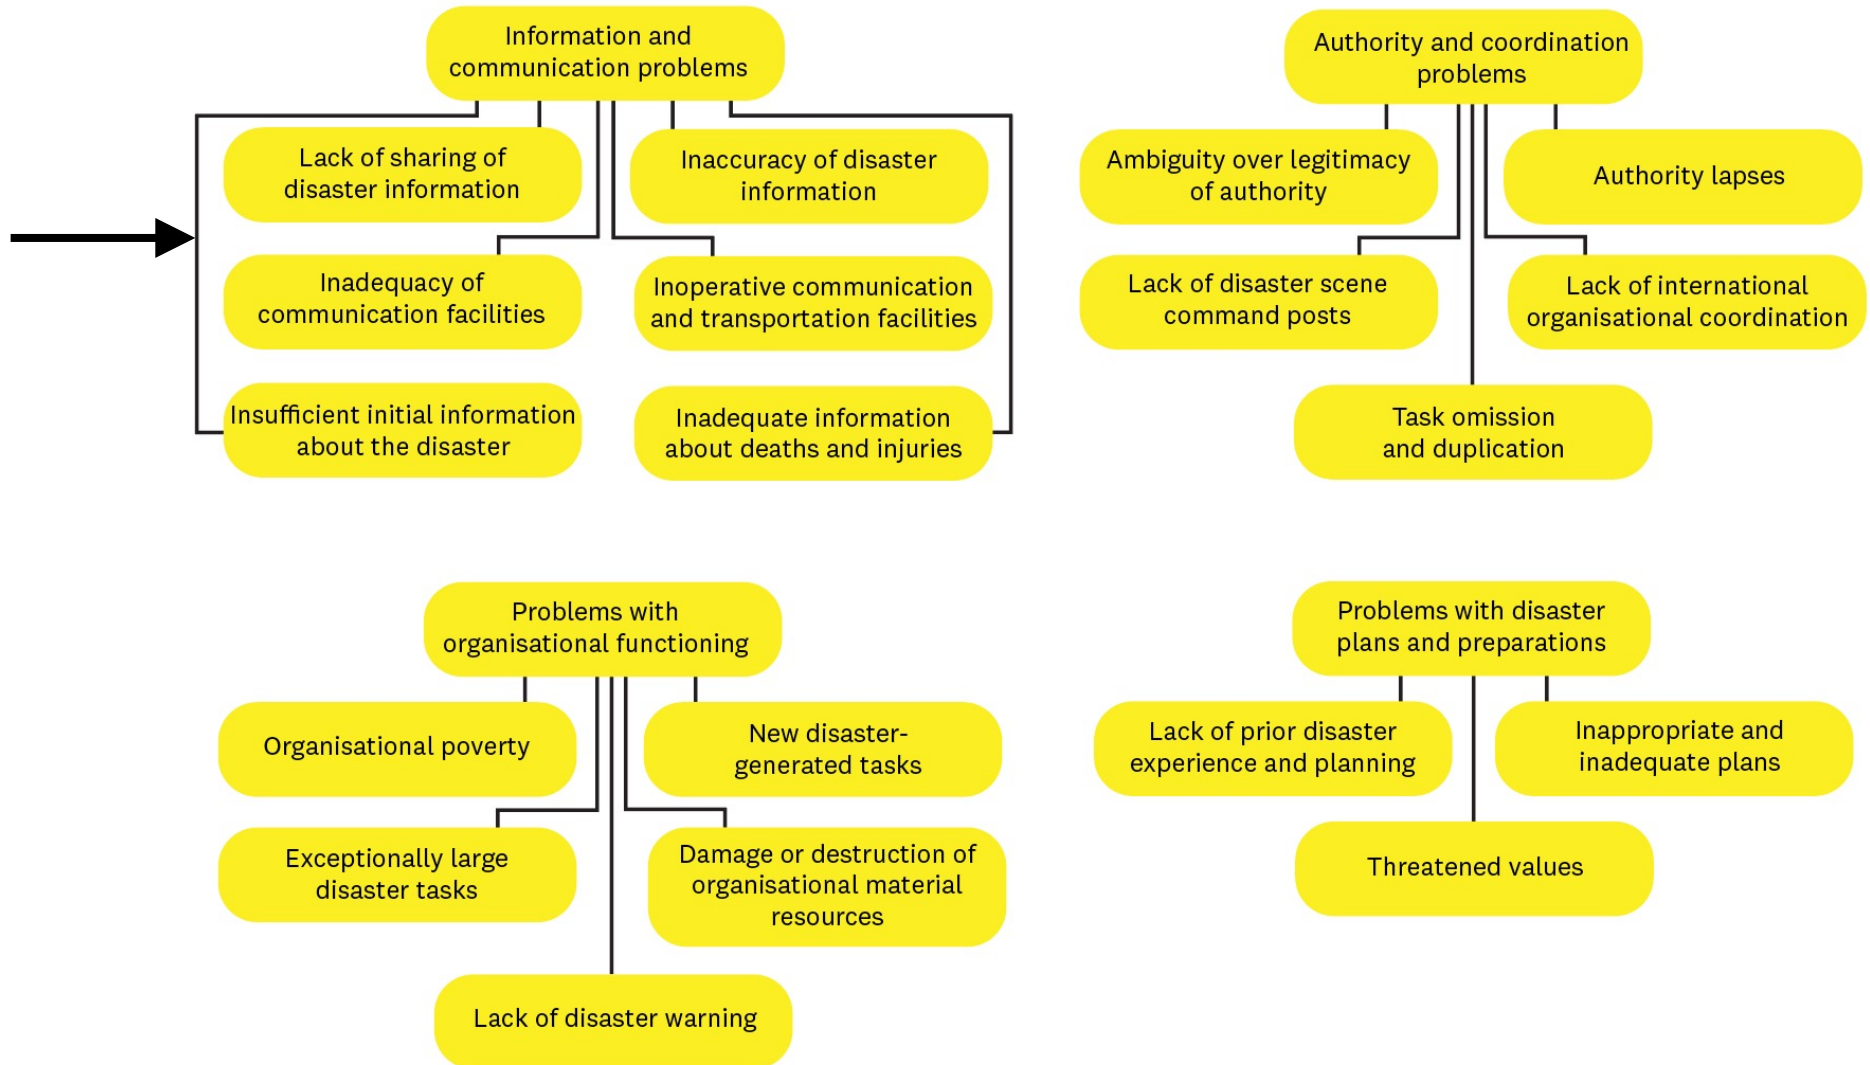 Information and
communication problems
Lack of sharing of
disaster information
Inaccuracy of disaster
information
Inadequacy of
communication facilities
Inoperative communication
and transportation facilities
Insufficient initial information
about the disaster
Inadequate information
about deaths and injuries
Authority and coordination
problems
Ambiguity over legitimacy
of authority
Authority lapses
Lack of disaster scene
command posts
Lack of international
organisational coordination
Task omission
and duplication
Problems with
organisational functioning
Organisational poverty
New disaster-
generated tasks
Exceptionally large
disaster tasks
Damage or destruction of
organisational material
resources
Lack of disaster warning
Problems with disaster
plans and preparations
Lack of prior disaster
experience and planning
Inappropriate and
inadequate plans
Threatened values